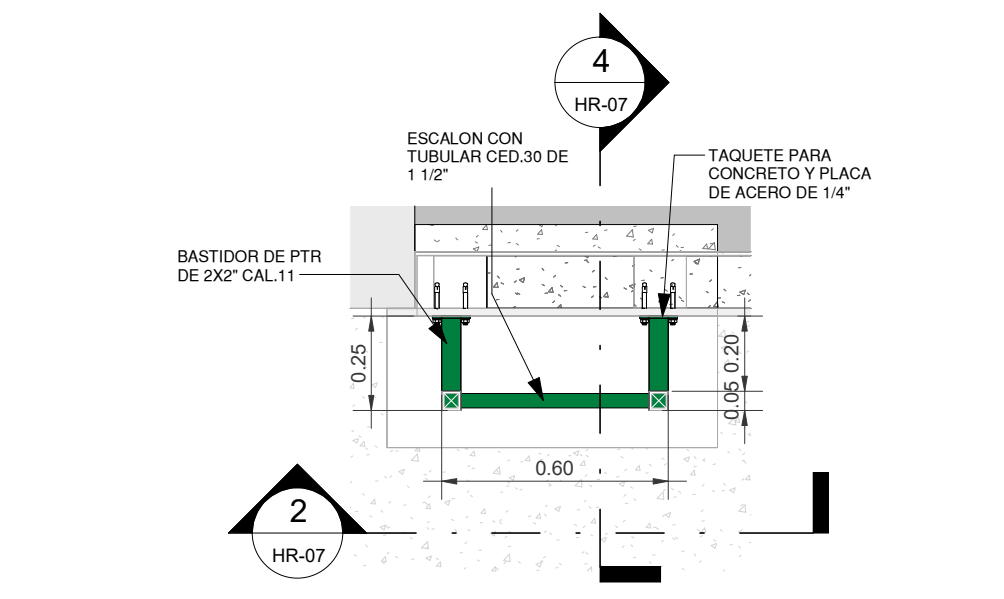 4
HR-07
ESCALON CON
TUBULAR CED.30 DE
1 1/2"
TAQUETE PARA
CONCRETO Y PLACA
DE ACERO DE 1/4"
BASTIDOR DE PTR
DE 2X2" CAL.11
0.25
0.20
0.05
0.60
2
HR-07